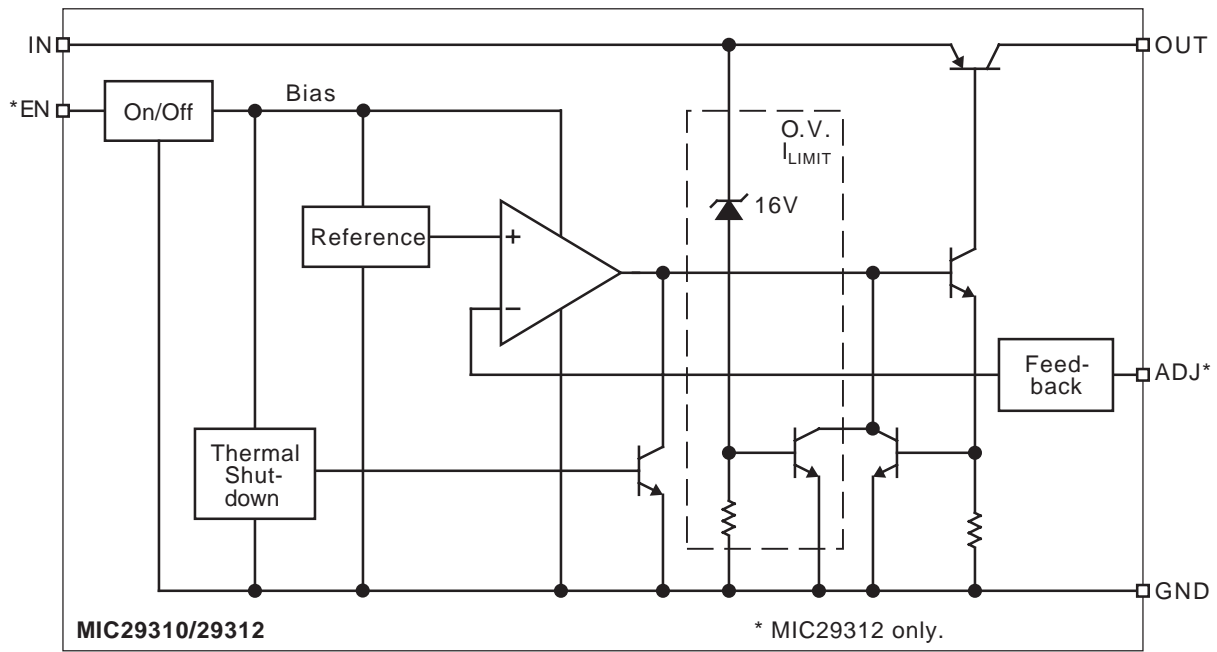 IN
OUT
*EN
On/Off
Bias
O.V.
ILIMIT
16V
Reference
+
−
Feed-
back
ADJ*
Thermal
Shut-
down
GND
MIC29310/29312
* MIC29312 only.